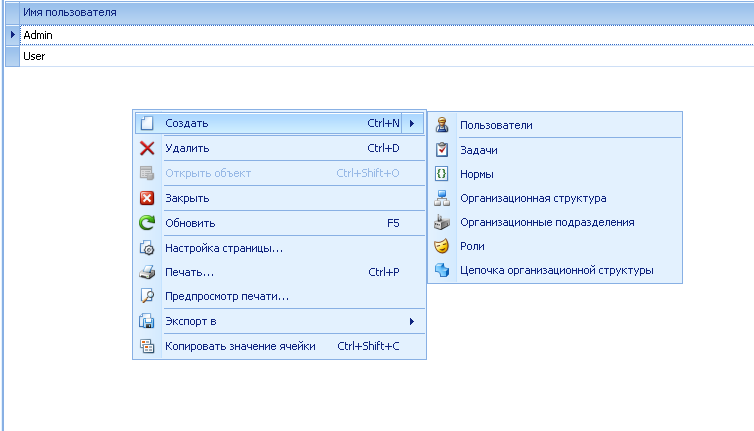 Имя пользователя
Admin
User
Создать Ctrl+N
Удалить Ctrl+D
Открыть объект Ctrl+Shift+O
Закрыть
Обновить F5
Настройка страницы...
Печать... Ctrl+P
Предпросмотр печати...
Экспорт в
Копировать значение ячейки Ctrl+Shift+C
Пользователи
Задачи
Нормы
Организационная структура
Организационные подразделения
Роли
Цепочка организационной структуры